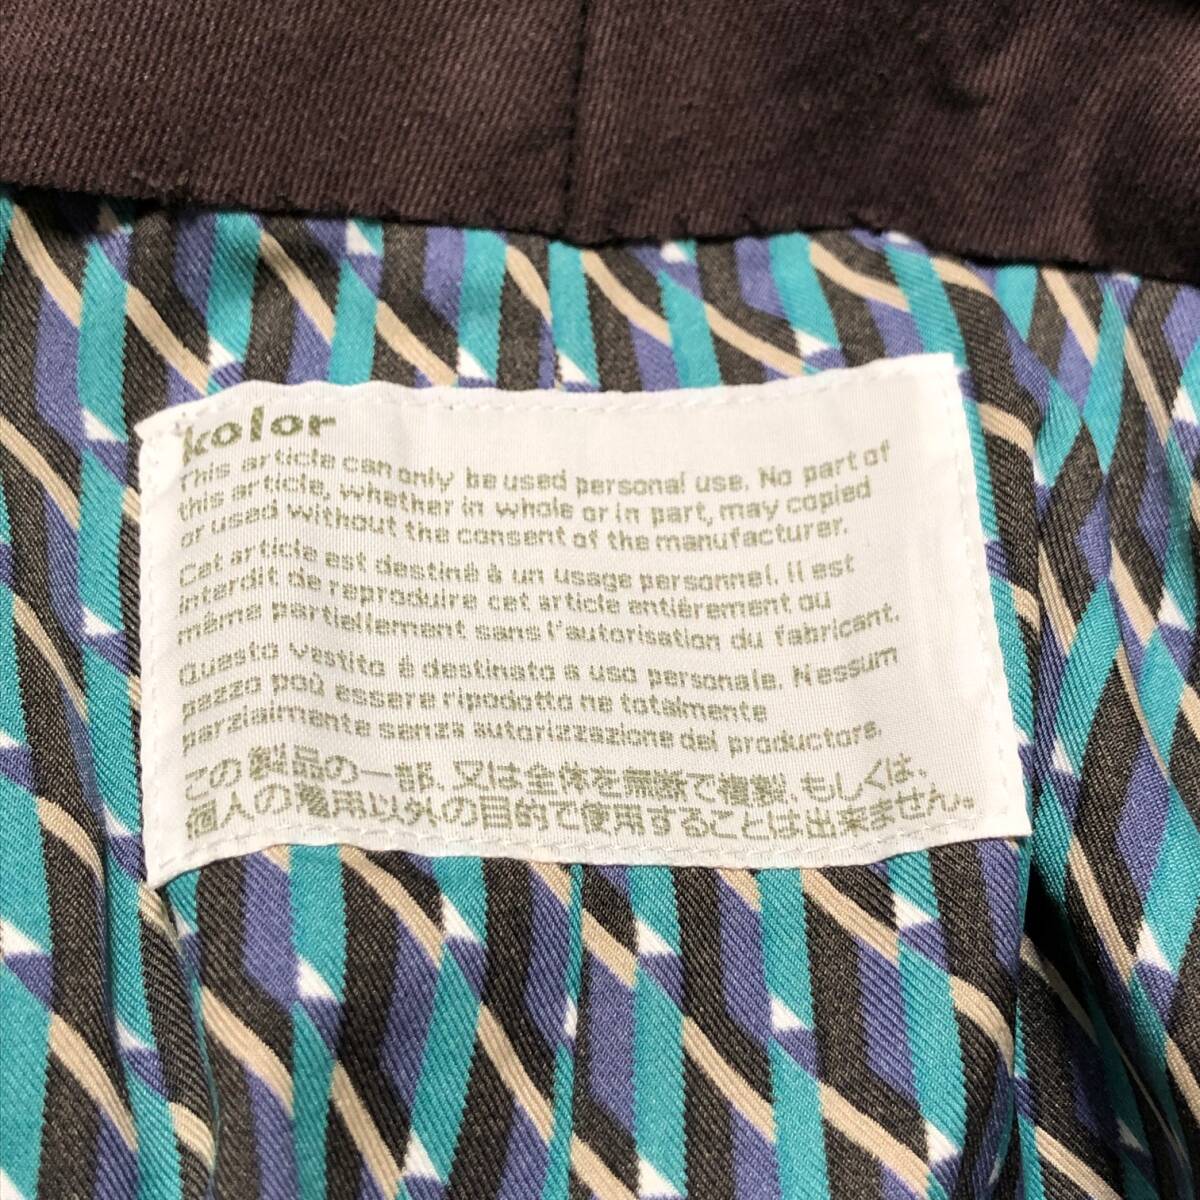 kolor
This article can only be used personal use. No part of
this article, whether in whole or in part, may copied
or used without the consent of the manufacturer.
Cet article est destiné à un usage personnel. Il est
interdit de reproduire cet article entièrement ou
même partiellement sans l'autorisation du fabricant.
Questo vestito è destinato a uso personale. Nessum
pezzo poù essere ripodotto ne totalmente
parzialmente senza autorizzazione del productore.
この製品の一部、又は全体を無断で複製、もしくは、
個人の着用以外の目的で使用することは出来ません。